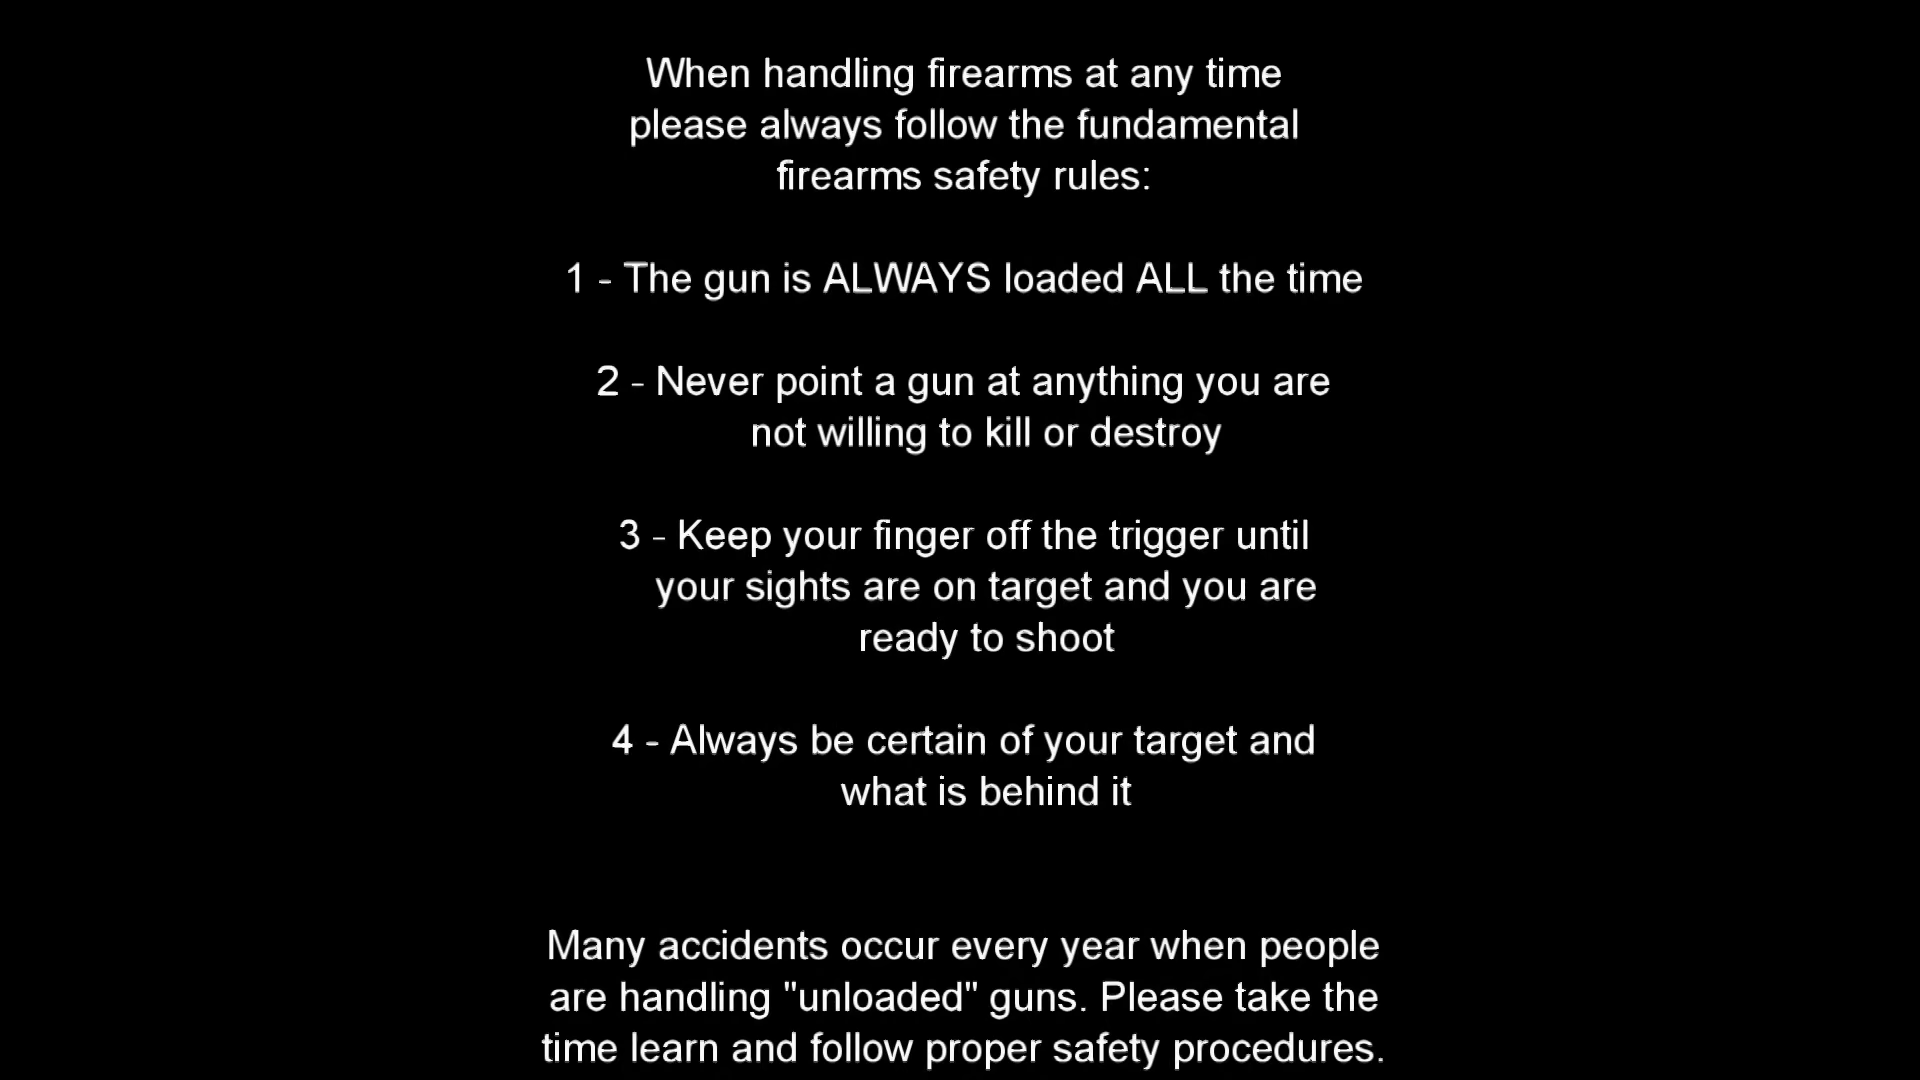 When handling firearms at any time
please always follow the fundamental
firearms safety rules:
1 - The gun is ALWAYS loaded ALL the time
2 - Never point a gun at anything you are
not willing to kill or destroy
3 - Keep your finger off the trigger until
your sights are on target and you are
ready to shoot
4 - Always be certain of your target and
what is behind it
Many accidents occur every year when people
are handling "unloaded" guns. Please take the
time learn and follow proper safety procedures.